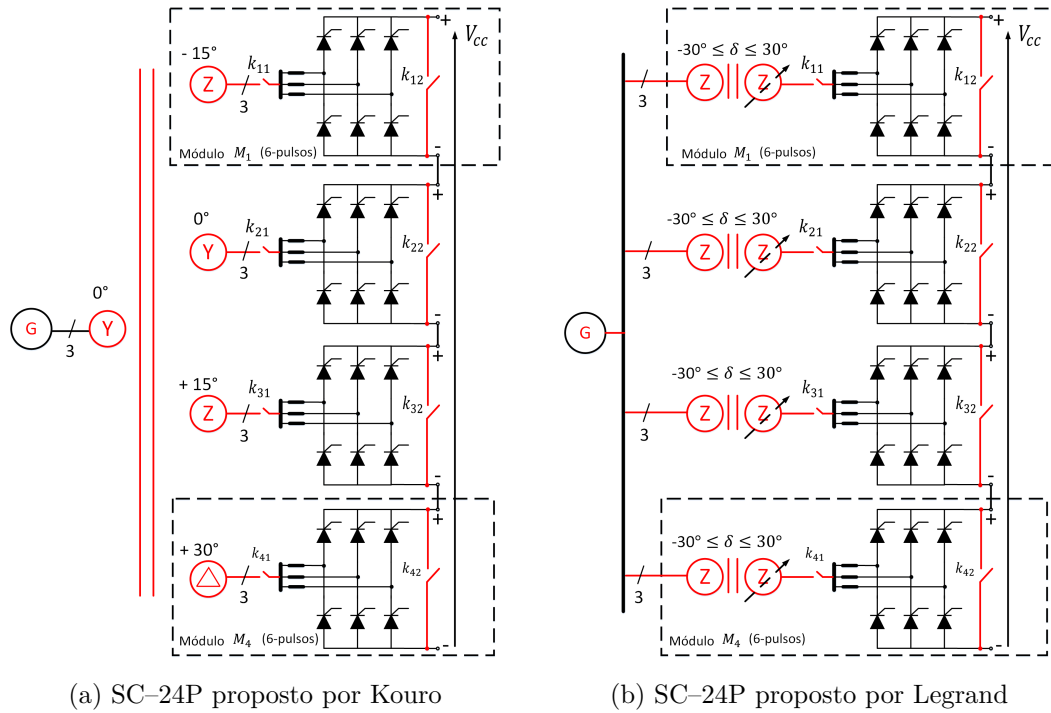 - 15°
Z
3
k₁₁
k₁₂
+
-
V_cc
Módulo M₁ (6-pulsos)
0°
Y
3
k₂₁
k₂₂
+
-
G
3
0°
Y
+ 15°
Z
3
k₃₁
k₃₂
+
-
+ 30°
△
3
k₄₁
k₄₂
+
-
Módulo M₄ (6-pulsos)
(a) SC–24P proposto por Kouro
-30° ≤ δ ≤ 30°
3
Z
Z
k₁₁
k₁₂
+
-
V_cc
Módulo M₁ (6-pulsos)
-30° ≤ δ ≤ 30°
3
Z
Z
k₂₁
k₂₂
+
-
G
-30° ≤ δ ≤ 30°
3
Z
Z
k₃₁
k₃₂
+
-
-30° ≤ δ ≤ 30°
3
Z
Z
k₄₁
k₄₂
+
-
Módulo M₄ (6-pulsos)
(b) SC–24P proposto por Legrand